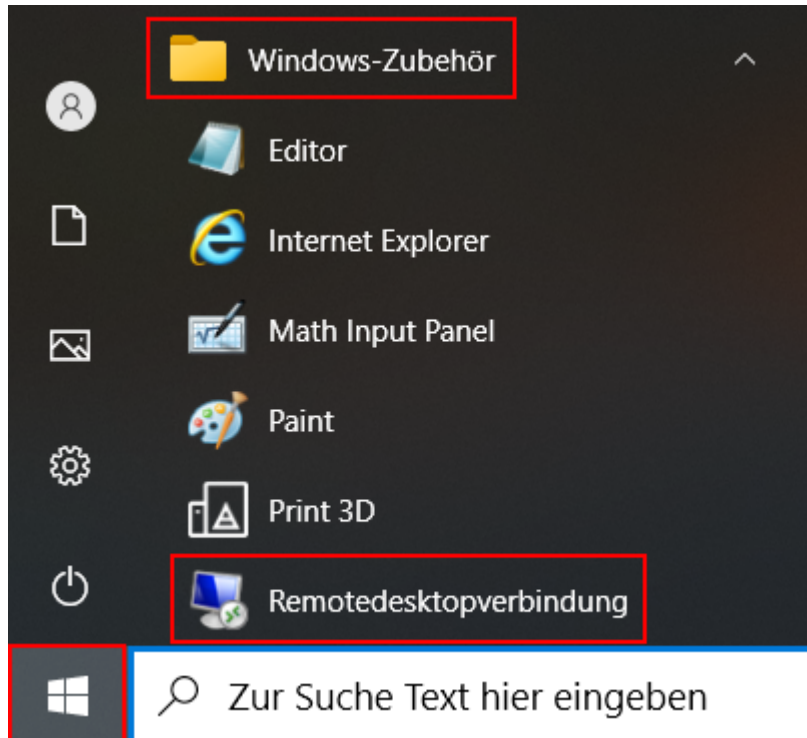 Windows-Zubehör
Editor
Internet Explorer
Math Input Panel
Paint
Print 3D
Remotedesktopverbindung
Zur Suche Text hier eingeben